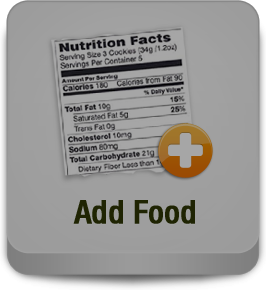 Nutrition Facts
Serving Size 3 Cookies (34g /1.2oz)
Servings Per Container 5
Amount Per Serving
Calories 180 Calories from Fat 90
% Daily Value*
Total Fat 10g 15%
Saturated Fat 5g 25%
Trans Fat 0g
Cholesterol 10mg
Sodium 80mg
Total Carbohydrate 21g
Dietary Fiber Less than 1
Add Food